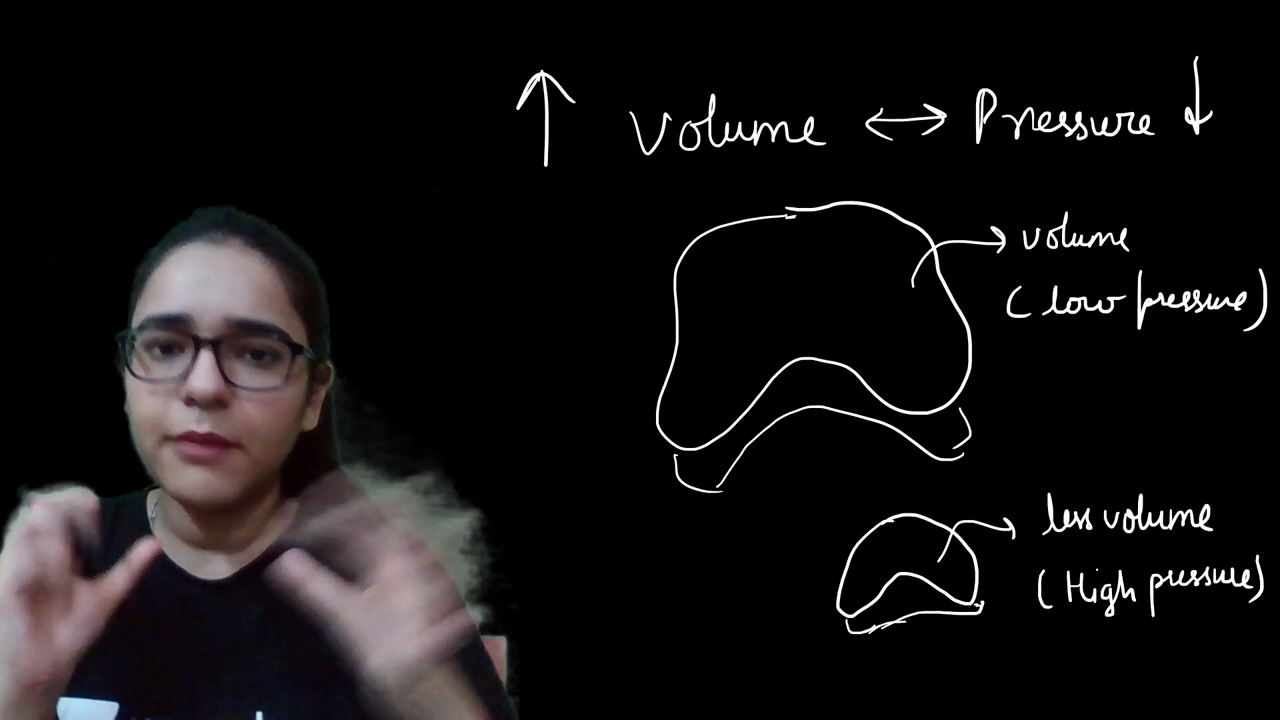 ↑ Volume ↔ Pressure ↓
volume
(low pressure)
less volume
(High pressure)